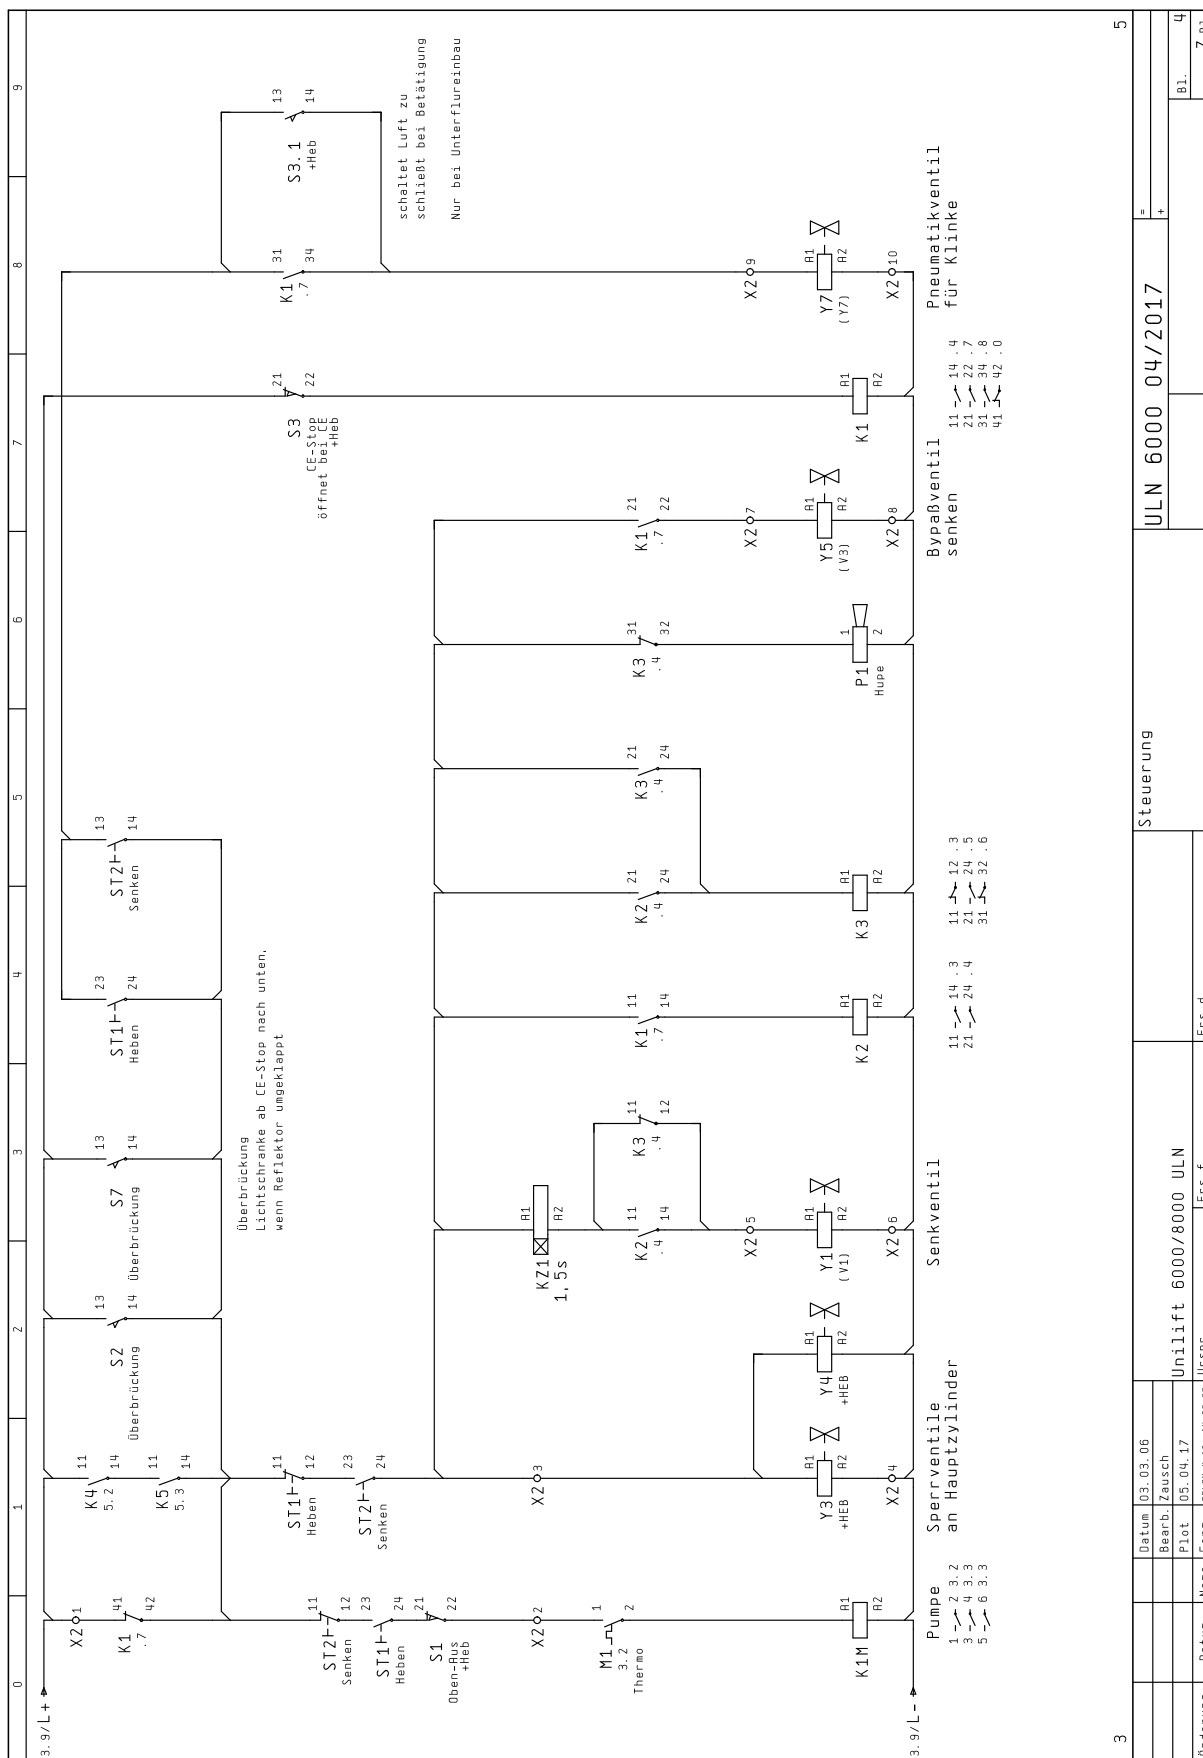 0 1 2 3 4 5 6 7 8 9
3.9/L+
X2 1
K1 41 42
.7
ST2 11 12
Senken
ST1 23 24
Heben
S1 21 22
Oben-Aus
+Heb
X2 2
M1 1 2
3.2
Thermo
K1M A1 A2
3.9/L-
Pumpe
1 2 3.2
3 4 3.3
5 6 3.3
K4 11 14
5.2
K5 11 14
5.3
ST1 11 12
Heben
ST2 23 24
Senken
X2 3
Y3 A1 A2
+HEB
X2 4
Sperrventile
an Hauptzylinder
Y4 A1 A2
+HEB
S2 13 14
Überbrückung
S7 13 14
Überbrückung
Überbrückung
Lichtschranke ab CE-Stop nach unten,
wenn Reflektor umgeklappt
ST1 23 24
Heben
ST2 13 14
Senken
KZ1 A1 A2
1,5s
K2 11 14
.4
K3 11 12
.4
X2 5
Y1 A1 A2
(V1)
X2 6
Senkventil
K1 11 14
.7
K2 A1 A2
11 14 .3
21 24 .4
K2 21 24
.4
K3 A1 A2
11 12 .3
21 24 .5
31 32 .6
K3 21 24
.4
K3 31 32
.4
P1 1 2
Hupe
K1 21 22
.7
X2 7
Y5 A1 A2
(V3)
X2 8
Bypaßventil
senken
S3 21 22
CE-Stop
öffnet bei CE
+Heb
K1 A1 A2
11 14 .4
21 22 .7
31 34 .8
41 42 .0
K1 31 34
.7
S3.1 13 14
+Heb
schaltet Luft zu
schließt bei Betätigung
Nur bei Unterflureinbau
X2 9
Y7 A1 A2
(Y7)
X2 10
Pneumatikventil
für Klinke
3 5
Datum 03.03.06
Bearb. Zausch
Plot 05.04.17
Unilift 6000/8000 ULN
Steuerung
ULN 6000 04/2017
=
+
Bl. 4